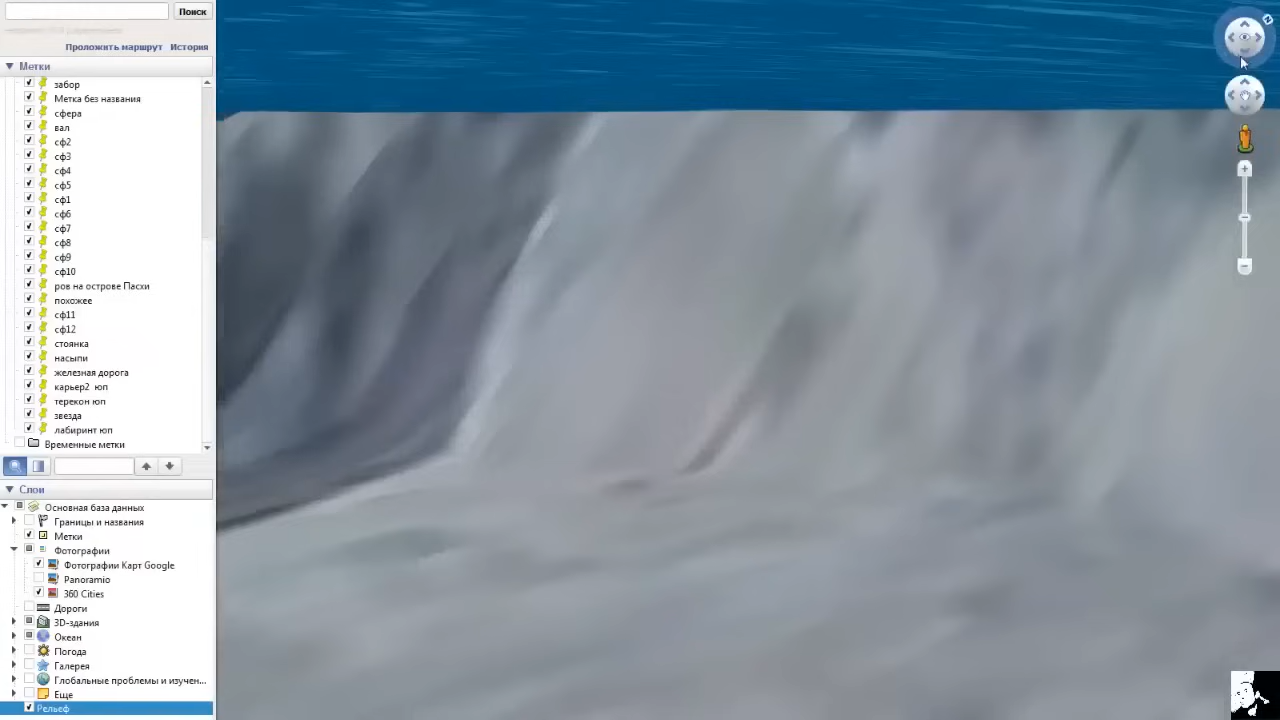 Поиск
Проложить маршрут История
Метки
забор
Метка без названия
сфера
вал
сф2
сф3
сф4
сф5
сф1
сф6
сф7
сф8
сф9
сф10
ров на острове Пасхи
похожее
сф11
сф12
стоянка
насыпи
железная дорога
карьер2 юп
терекон юп
звезда
лабиринт юп
Временные метки
Слои
Основная база данных
Границы и названия
Метки
Фотографии
Фотографии Карт Google
Panoramio
360 Cities
Дороги
3D-здания
Океан
Погода
Галерея
Глобальные проблемы и изучен...
Еще
Рельеф